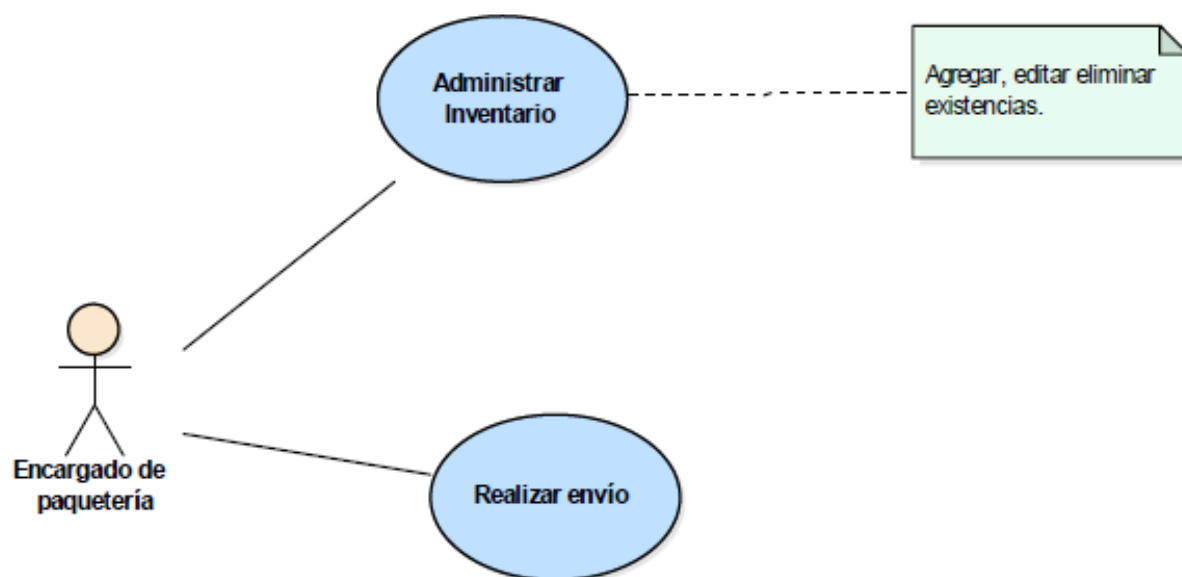 Administrar
Inventario
Agregar, editar eliminar
existencias.
Encargado de
paquetería
Realizar envío